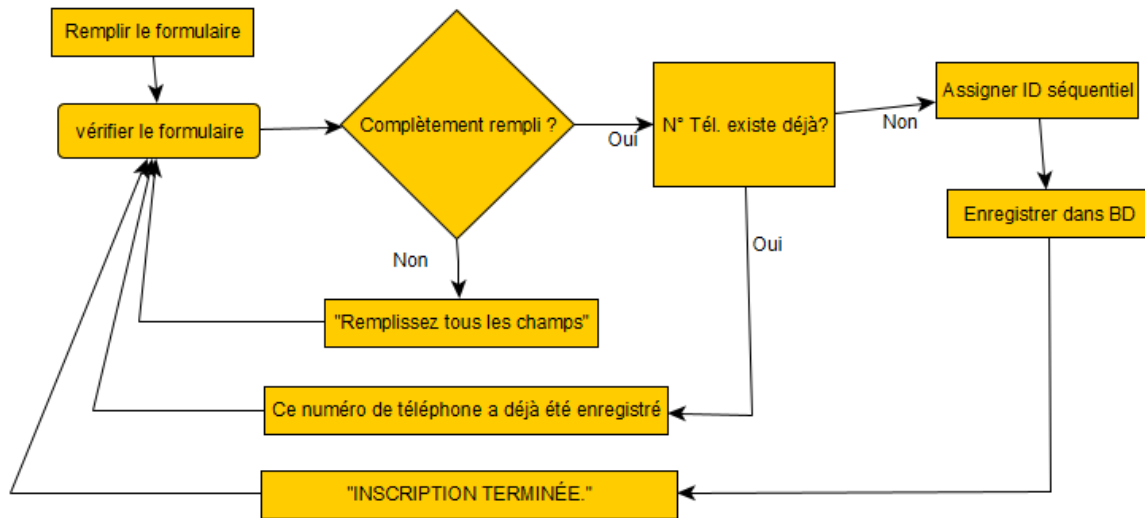 Remplir le formulaire
vérifier le formulaire
Complètement rempli ?
Oui
N° Tél. existe déjà?
Non
Assigner ID séquentiel
Enregistrer dans BD
Oui
Non
"Remplissez tous les champs"
Ce numéro de téléphone a déjà été enregistré
"INSCRIPTION TERMINÉE."